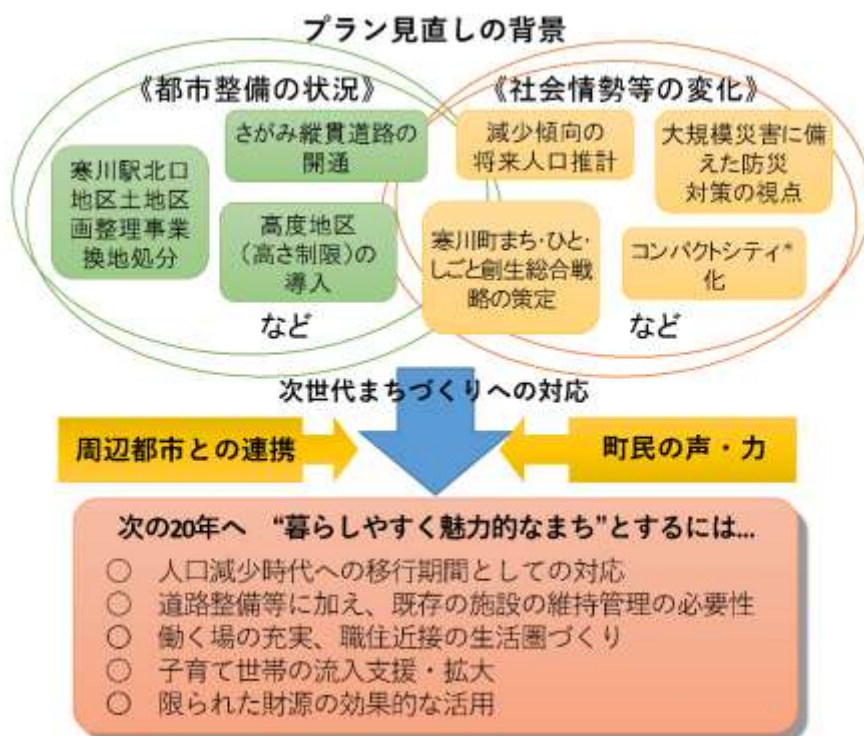 プラン見直しの背景
《都市整備の状況》
《社会情勢等の変化》
寒川駅北口
地区土地区
画整理事業
換地処分
さがみ縦貫道路の
開通
高度地区
(高さ制限)の
導入
など
減少傾向の
将来人口推計
大規模災害に備
えた防災
対策の視点
寒川町まち・ひと・
しごと創生総合戦
略の策定
コンパクトシティ*
化
など
次世代まちづくりへの対応
周辺都市との連携
町民の声・力
次の20年へ “暮らしやすく魅力的なまち”とするには...
○ 人口減少時代への移行期間としての対応
○ 道路整備等に加え、既存の施設の維持管理の必要性
○ 働く場の充実、職住近接の生活圏づくり
○ 子育て世帯の流入支援・拡大
○ 限られた財源の効果的な活用